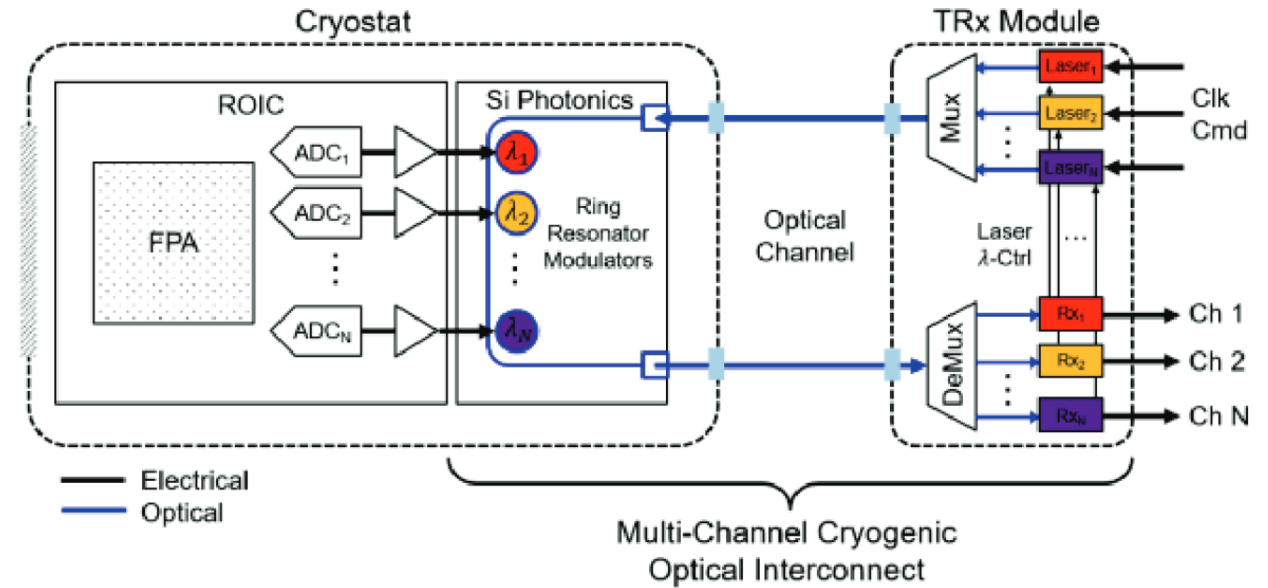 Cryostat
TRx Module
ROIC
Si Photonics
FPA
ADC1
ADC2
⋮
ADCN
λ1
λ2
⋮
λN
Ring
Resonator
Modulators
Optical
Channel
Mux
Laser1
Laser2
⋮
LaserN
Clk
Cmd
Laser
λ-Ctrl
...
DeMux
Rx1
Rx2
⋮
RxN
Ch 1
Ch 2
Ch N
Electrical
Optical
Multi-Channel Cryogenic
Optical Interconnect